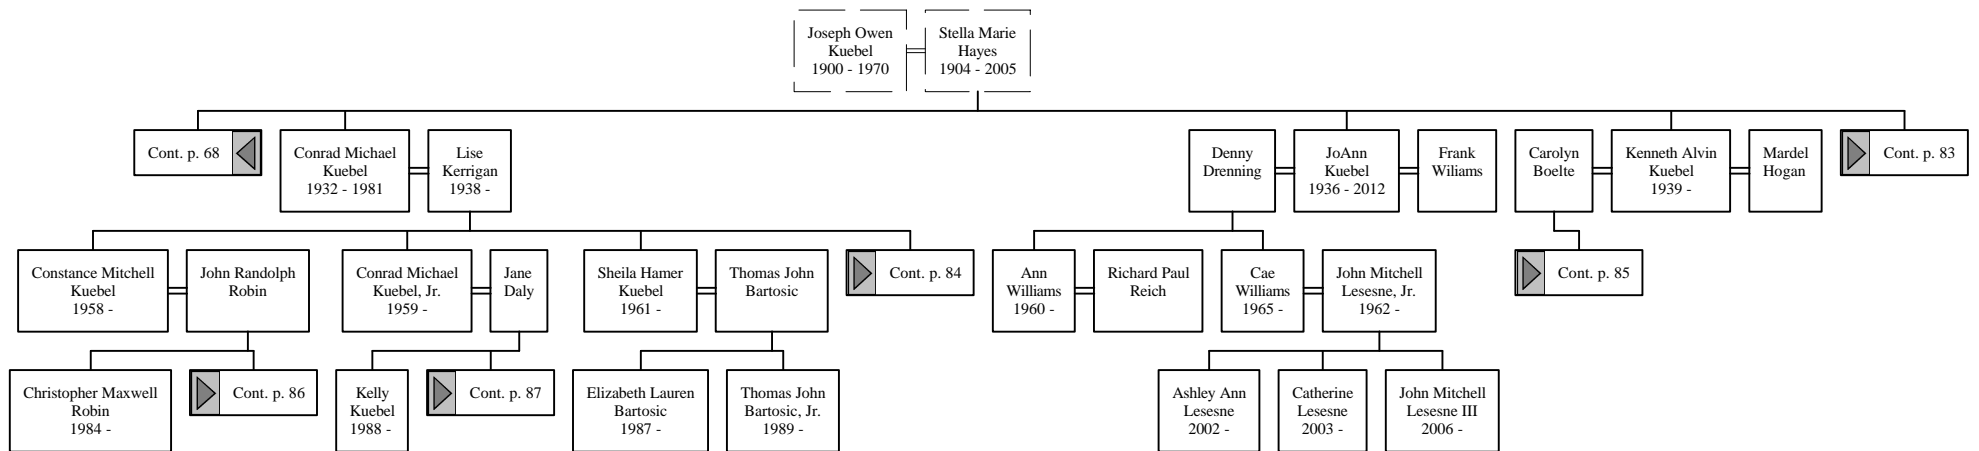 Joseph Owen
Kuebel
1900 - 1970
Stella Marie
Hayes
1904 - 2005
Cont. p. 68
Conrad Michael
Kuebel
1932 - 1981
Lise
Kerrigan
1938 -
Denny
Drenning
JoAnn
Kuebel
1936 - 2012
Frank
Wiliams
Carolyn
Boelte
Kenneth Alvin
Kuebel
1939 -
Mardel
Hogan
Cont. p. 83
Constance Mitchell
Kuebel
1958 -
John Randolph
Robin
Conrad Michael
Kuebel, Jr.
1959 -
Jane
Daly
Sheila Hamer
Kuebel
1961 -
Thomas John
Bartosic
Cont. p. 84
Ann
Williams
1960 -
Richard Paul
Reich
Cae
Williams
1965 -
John Mitchell
Lesesne, Jr.
1962 -
Cont. p. 85
Christopher Maxwell
Robin
1984 -
Cont. p. 86
Kelly
Kuebel
1988 -
Cont. p. 87
Elizabeth Lauren
Bartosic
1987 -
Thomas John
Bartosic, Jr.
1989 -
Ashley Ann
Lesesne
2002 -
Catherine
Lesesne
2003 -
John Mitchell
Lesesne III
2006 -